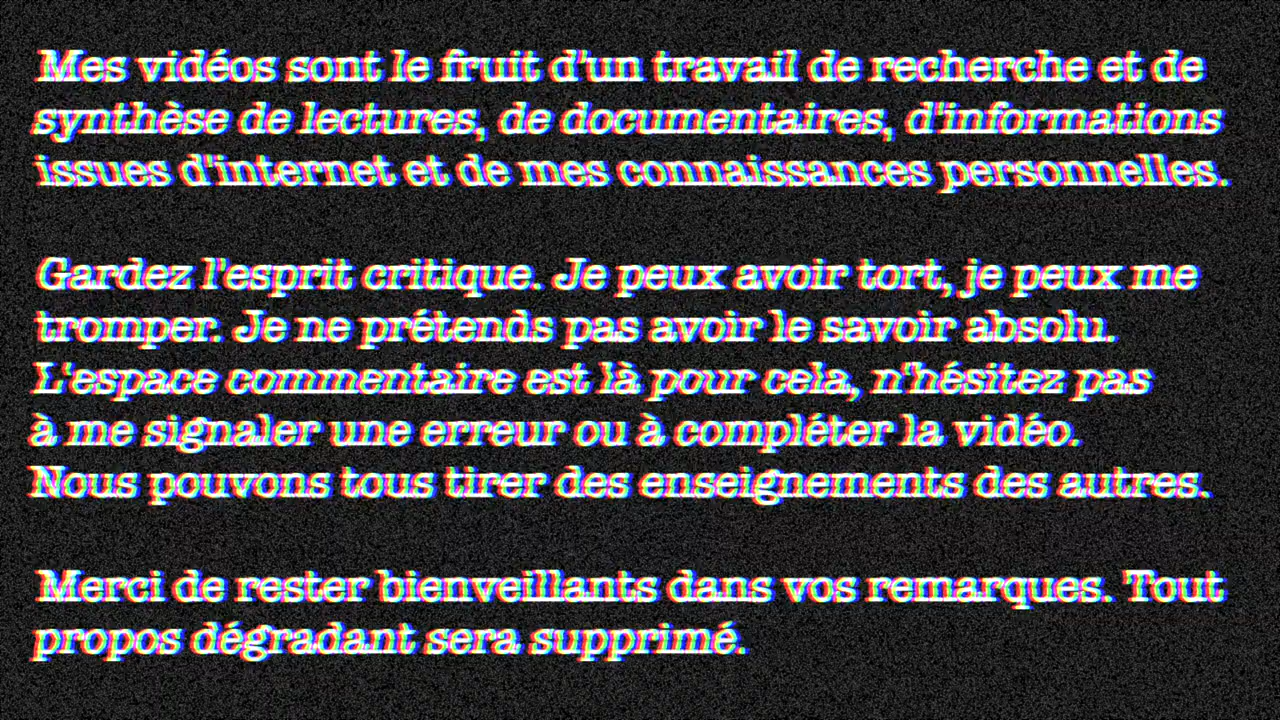 Mes vidéos sont le fruit d'un travail de recherche et de
synthèse de lectures, de documentaires, d'informations
issues d'internet et de mes connaissances personnelles.
Gardez l'esprit critique. Je peux avoir tort, je peux me
tromper. Je ne prétends pas avoir le savoir absolu.
L'espace commentaire est là pour cela, n'hésitez pas
à me signaler une erreur ou à compléter la vidéo.
Nous pouvons tous tirer des enseignements des autres.
Merci de rester bienveillants dans vos remarques. Tout
propos dégradant sera supprimé.